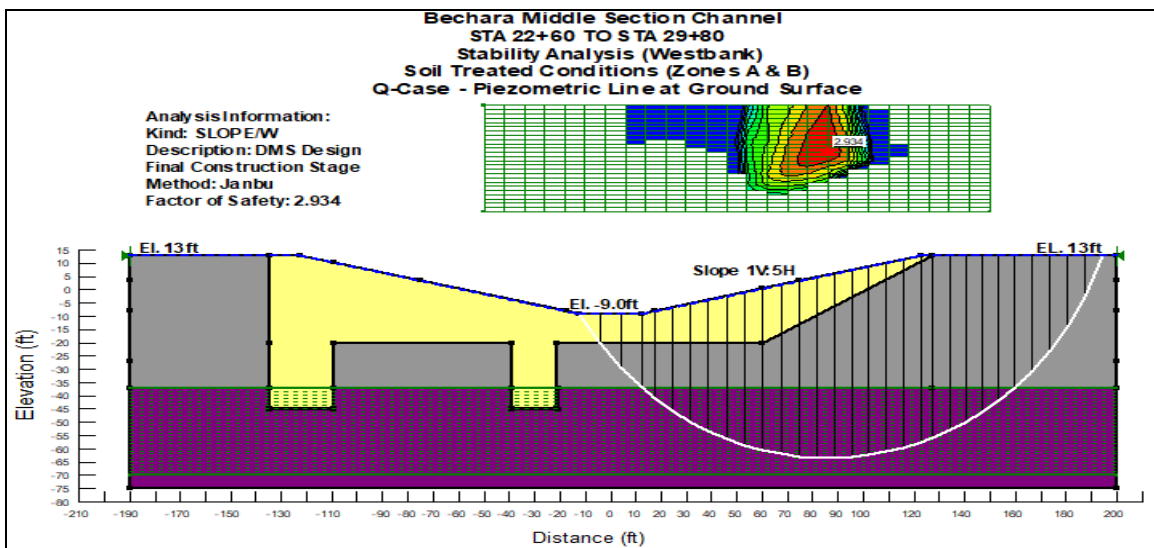 Bechara Middle Section Channel
STA 22+60 TO STA 29+80
Stability Analysis (Westbank)
Soil Treated Conditions (Zones A & B)
Q-Case - Piezometric Line at Ground Surface
Analysis Information:
Kind: SLOPE/W
Description: DMS Design
Final Construction Stage
Method: Janbu
Factor of Safety: 2.934
2.934
El. 13ft
EL. 13ft
Slope 1V:5H
El. -9.0ft
Elevation (ft)
15
10
5
0
-5
-10
-15
-20
-25
-30
-35
-40
-45
-50
-55
-60
-65
-70
-75
-80
-210 -190 -170 -150 -130 -110 -90 -80 -70 -60 -50 -40 -30 -20 -10 0 10 20 30 40 50 60 70 80 90 100 120 140 160 180 200
Distance (ft)